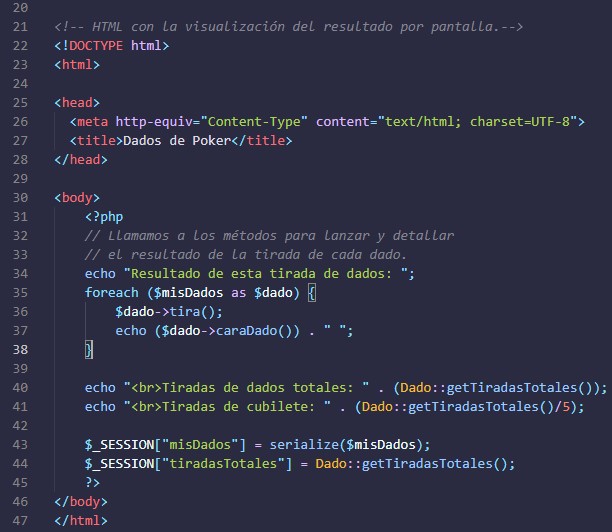 20
21 <!-- HTML con la visualización del resultado por pantalla.-->
22 <!DOCTYPE html>
23 <html>
24
25 <head>
26   <meta http-equiv="Content-Type" content="text/html; charset=UTF-8">
27   <title>Dados de Poker</title>
28 </head>
29
30 <body>
31     <?php
32     // Llamamos a los métodos para lanzar y detallar
33     // el resultado de la tirada de cada dado.
34     echo "Resultado de esta tirada de dados: ";
35     foreach ($misDados as $dado) {
36         $dado->tira();
37         echo ($dado->caraDado()) . " ";
38     }
39
40     echo "<br>Tiradas de dados totales: " . (Dado::getTiradasTotales());
41     echo "<br>Tiradas de cubilete: " . (Dado::getTiradasTotales()/5);
42
43     $_SESSION["misDados"] = serialize($misDados);
44     $_SESSION["tiradasTotales"] = Dado::getTiradasTotales();
45     ?>
46 </body>
47 </html>